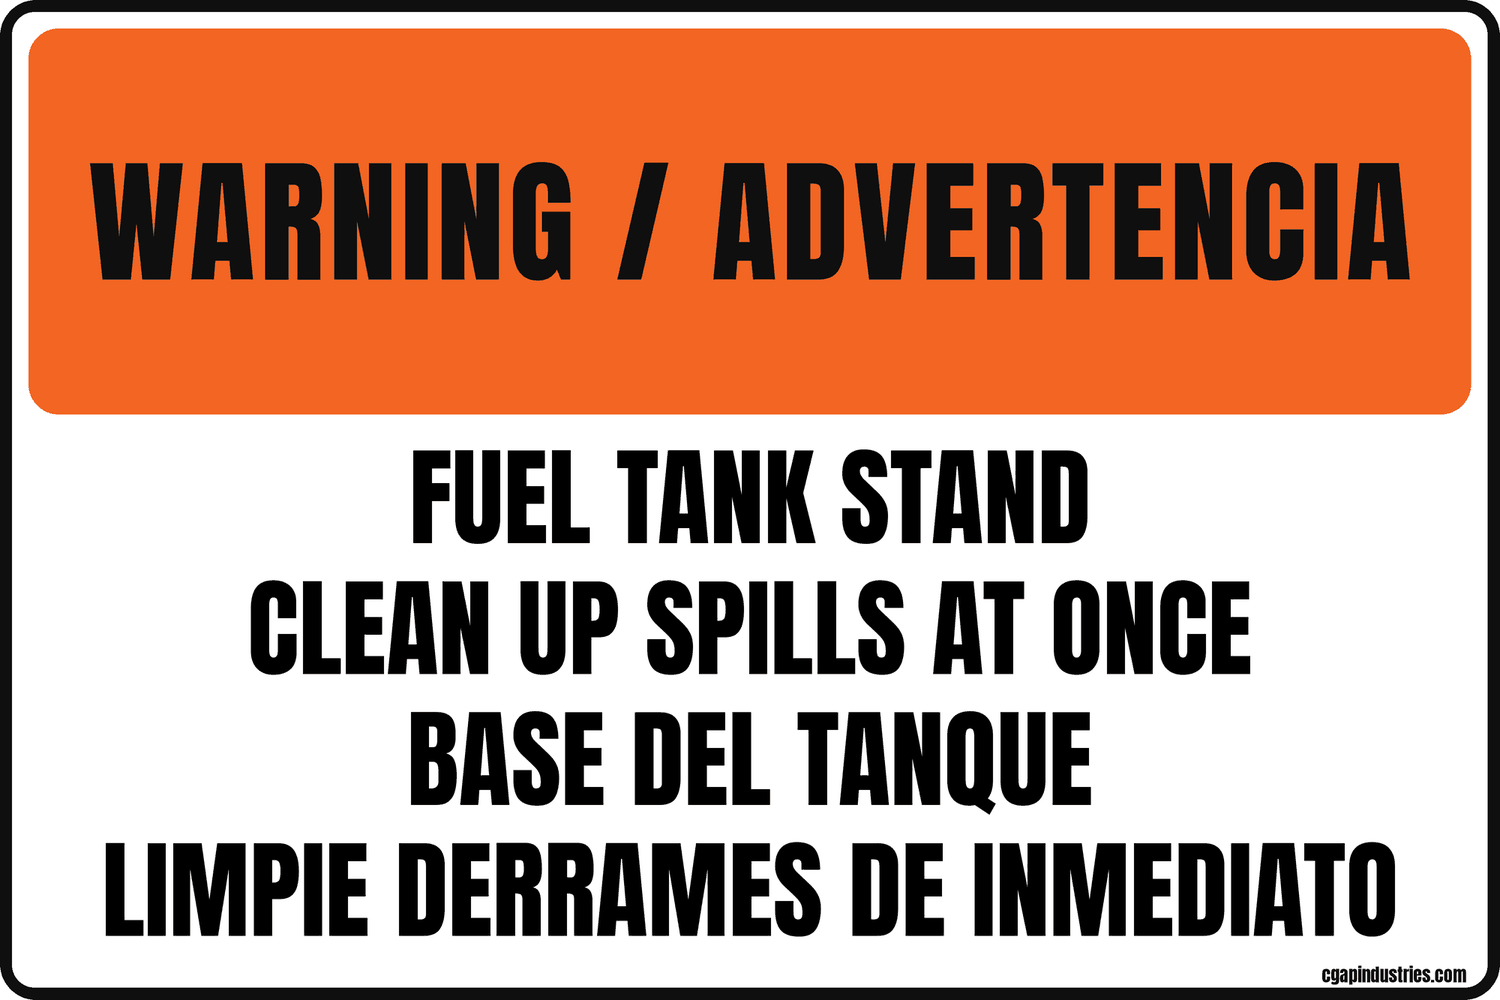 WARNING / ADVERTENCIA
FUEL TANK STAND
CLEAN UP SPILLS AT ONCE
BASE DEL TANQUE
LIMPIE DERRAMES DE INMEDIATO
cgapindustries.com